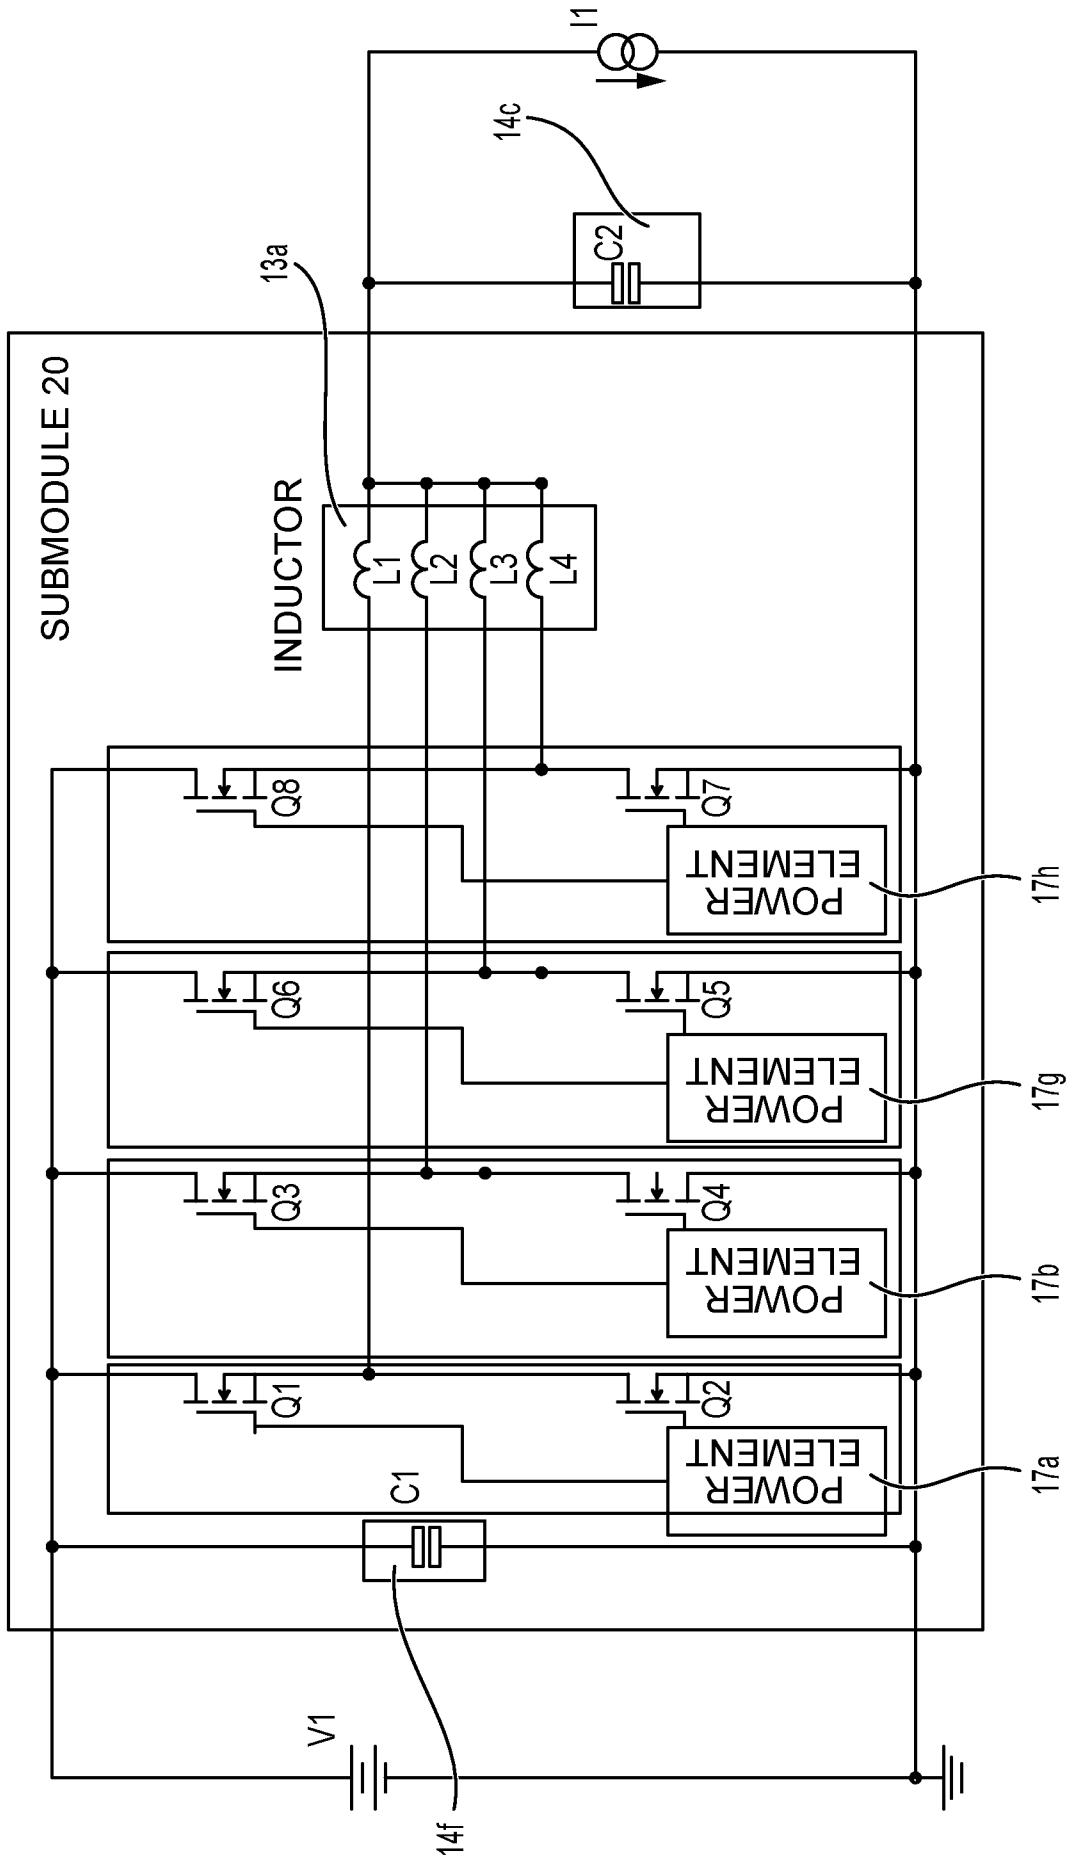 SUBMODULE 20
V1
14f
C1
Q1
Q2
POWER
ELEMENT
17a
Q3
Q4
POWER
ELEMENT
17b
Q6
Q5
POWER
ELEMENT
17g
Q8
Q7
POWER
ELEMENT
17h
INDUCTOR
L1
L2
L3
L4
13a
C2
14c
I1